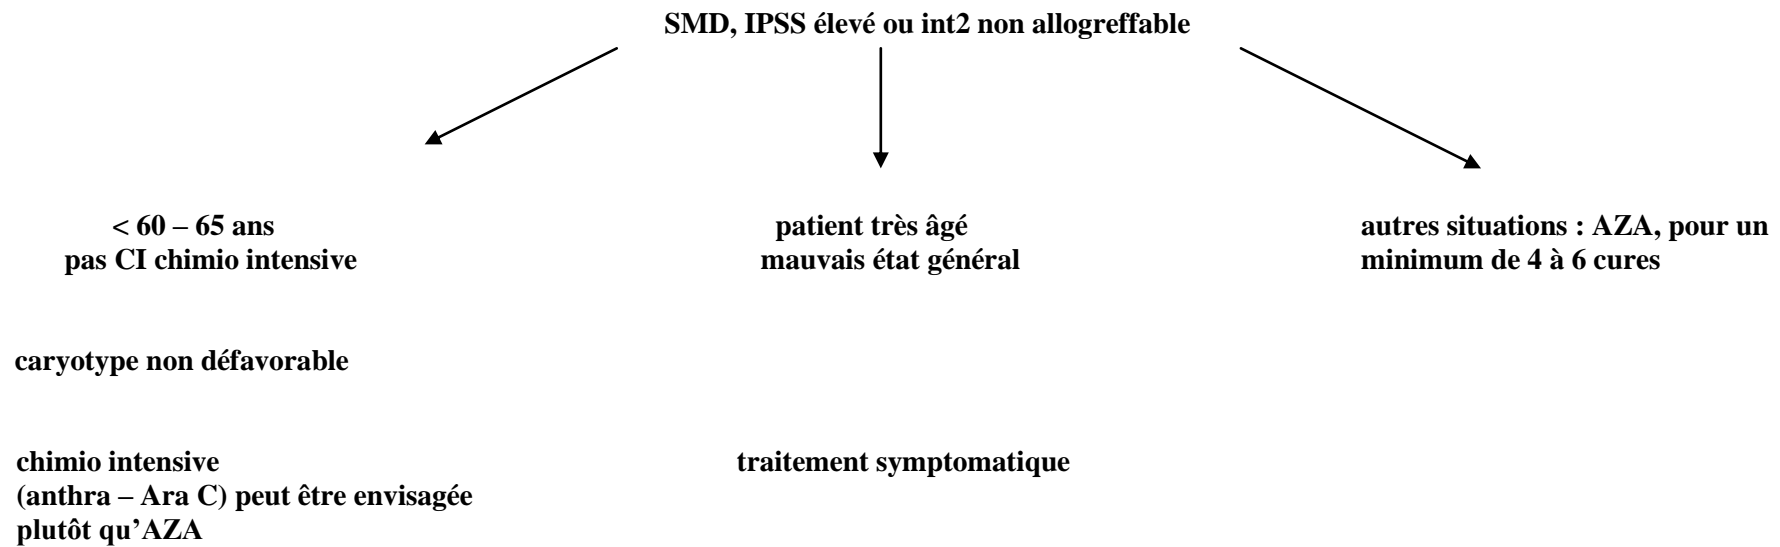 SMD, IPSS élevé ou int2 non allogreffable
< 60 – 65 ans
pas CI chimio intensive
caryotype non défavorable
chimio intensive
(anthra – Ara C) peut être envisagée
plutôt qu’AZA
patient très âgé
mauvais état général
traitement symptomatique
autres situations : AZA, pour un
minimum de 4 à 6 cures